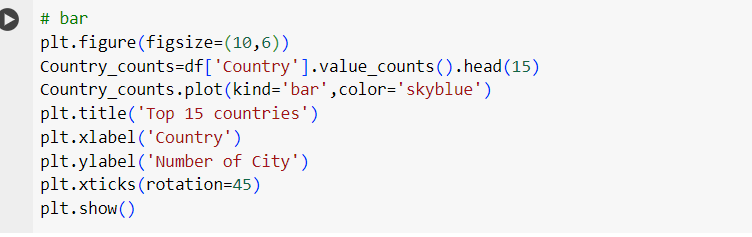 # bar
plt.figure(figsize=(10,6))
Country_counts=df['Country'].value_counts().head(15)
Country_counts.plot(kind='bar',color='skyblue')
plt.title('Top 15 countries')
plt.xlabel('Country')
plt.ylabel('Number of City')
plt.xticks(rotation=45)
plt.show()